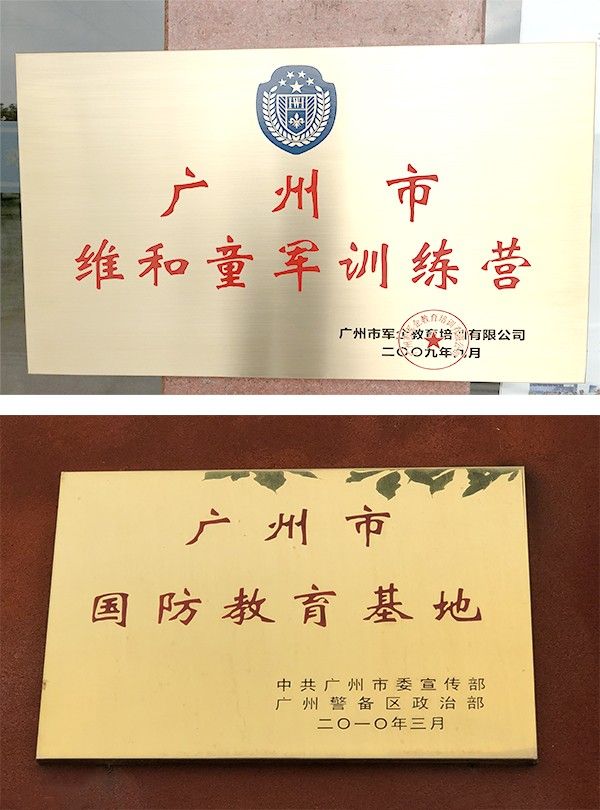 广州市
维和童军训练营
广州市军企教育培训有限公司
二〇〇九年九月
广州市
国防教育基地
中共广州市委宣传部
广州警备区政治部
二〇一〇年三月